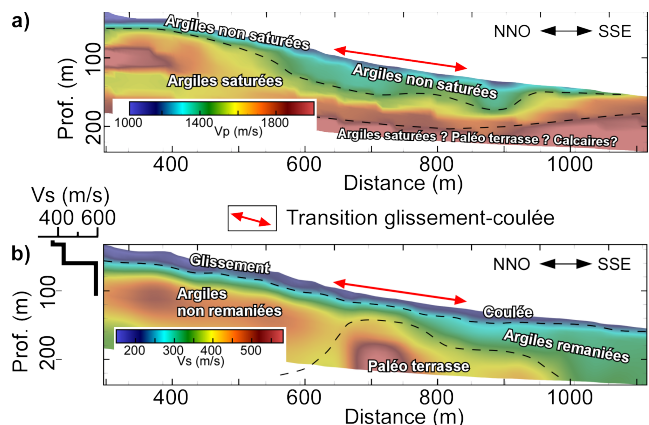 a)
Argiles non saturées
NNO SSE
Argiles non saturées
Argiles saturées
Prof. (m)
100
200
1000 1400 1800
Vp (m/s)
Argiles saturées ? Paléo terrasse ? Calcaires?
400 600 800 1000
Distance (m)
Vs (m/s)
400 600
Transition glissement-coulée
b)
Glissement
NNO SSE
Argiles
non remaniées
Coulée
Argiles remaniées
Prof. (m)
100
200
200 300 400 500
Vs (m/s)
Paléo terrasse
400 600 800 1000
Distance (m)